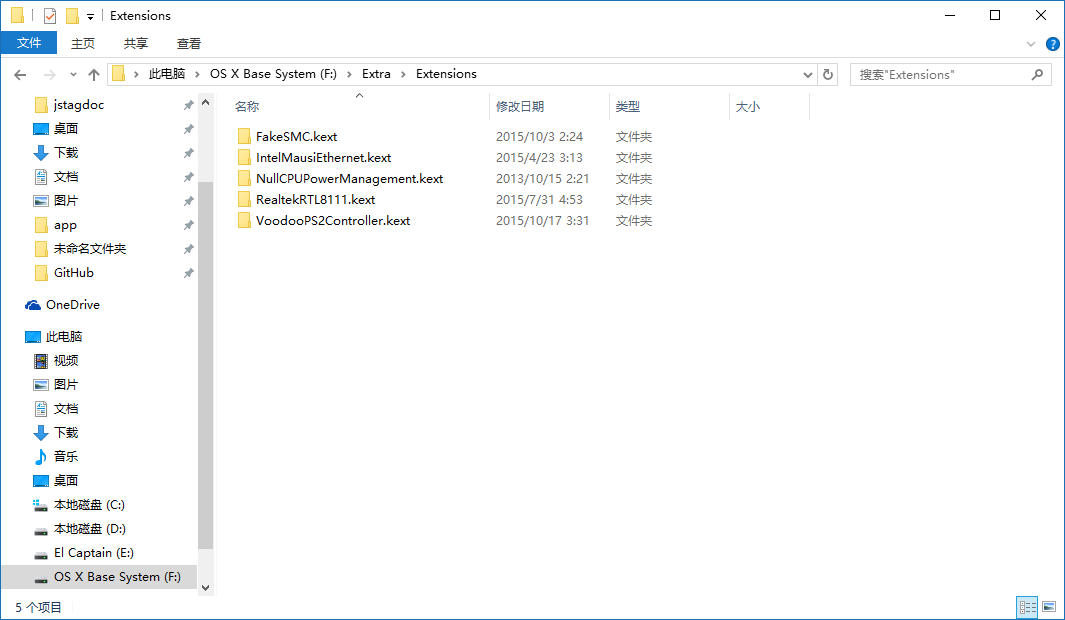 Extensions
文件 主页 共享 查看
此电脑 OS X Base System (F:) Extra Extensions 搜索"Extensions"
名称 修改日期 类型 大小
FakeSMC.kext 2015/10/3 2:24 文件夹
IntelMausiEthernet.kext 2015/4/23 3:13 文件夹
NullCPUPowerManagement.kext 2013/10/15 2:21 文件夹
RealtekRTL8111.kext 2015/7/31 4:53 文件夹
VoodooPS2Controller.kext 2015/10/17 3:31 文件夹
jstagdoc
桌面
下载
文档
图片
app
未命名文件夹
GitHub
OneDrive
此电脑
视频
图片
文档
下载
音乐
桌面
本地磁盘 (C:)
本地磁盘 (D:)
El Captain (E:)
OS X Base System (F:)
5 个项目